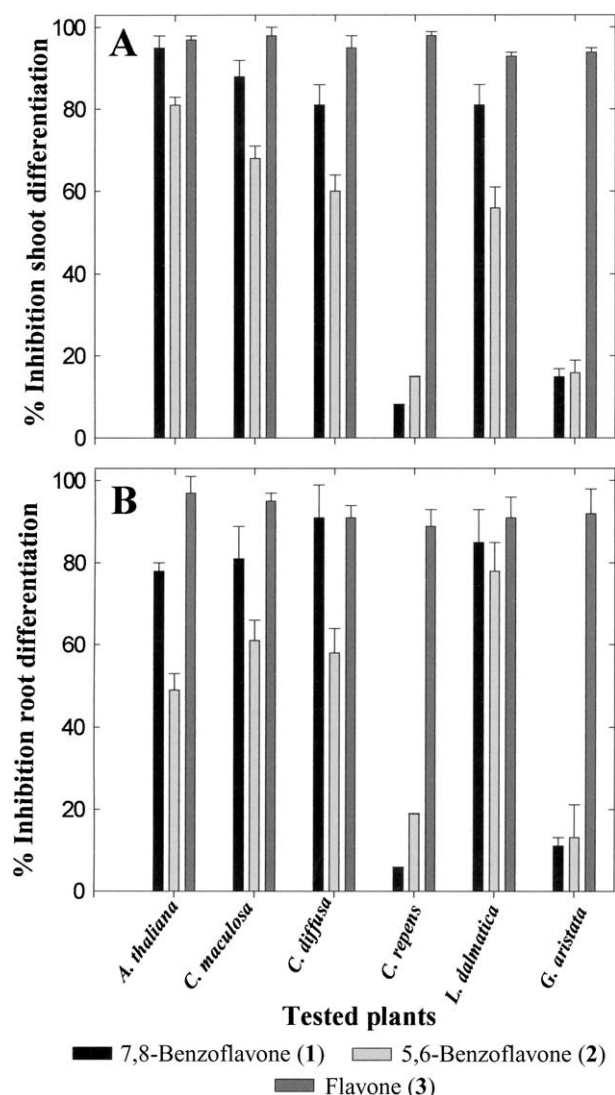 A
% Inhibition shoot differentiation
100
80
60
40
20
0
B
% Inhibition root differentiation
100
80
60
40
20
0
A. thaliana
C. maculosa
C. diffusa
C. repens
L. dalmatica
G. aristata
Tested plants
7,8-Benzoflavone (1) 5,6-Benzoflavone (2)
Flavone (3)